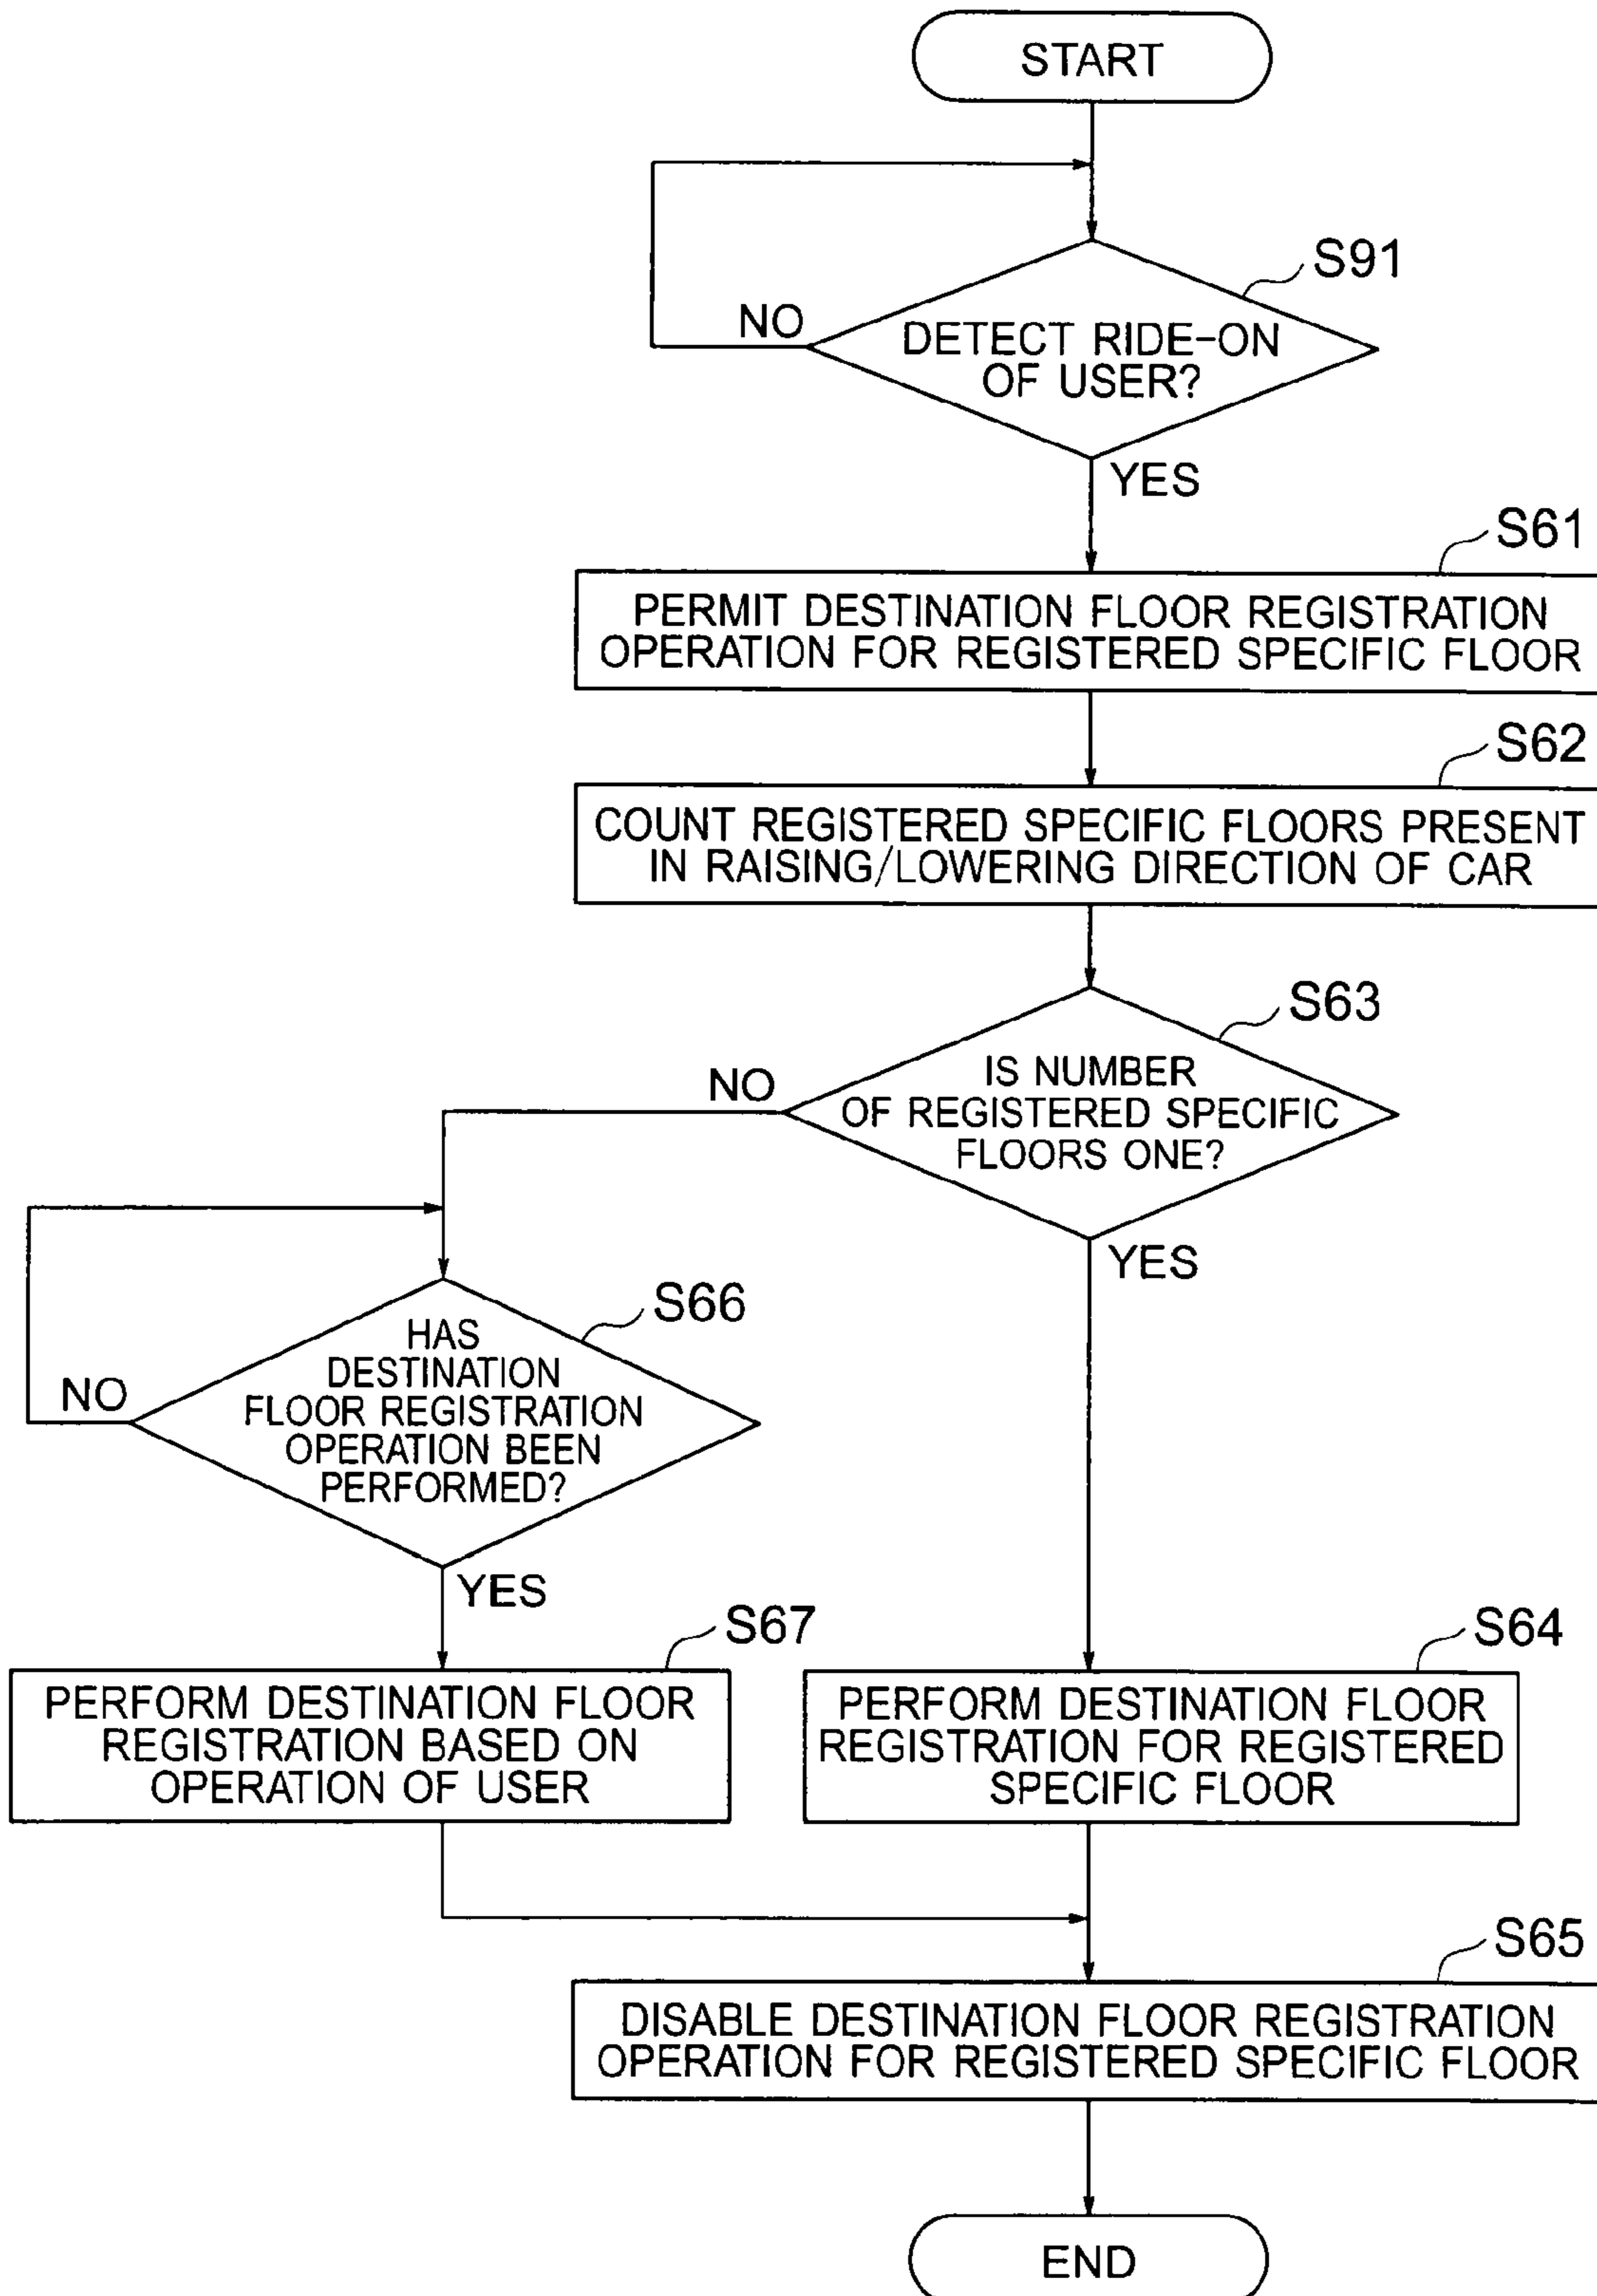 START
S91
NO
DETECT RIDE-ON
OF USER?
YES
S61
PERMIT DESTINATION FLOOR REGISTRATION
OPERATION FOR REGISTERED SPECIFIC FLOOR
S62
COUNT REGISTERED SPECIFIC FLOORS PRESENT
IN RAISING/LOWERING DIRECTION OF CAR
S63
NO
IS NUMBER
OF REGISTERED SPECIFIC
FLOORS ONE?
YES
S66
NO
HAS
DESTINATION
FLOOR REGISTRATION
OPERATION BEEN
PERFORMED?
YES
S67
PERFORM DESTINATION FLOOR
REGISTRATION BASED ON
OPERATION OF USER
S64
PERFORM DESTINATION FLOOR
REGISTRATION FOR REGISTERED
SPECIFIC FLOOR
S65
DISABLE DESTINATION FLOOR REGISTRATION
OPERATION FOR REGISTERED SPECIFIC FLOOR
END